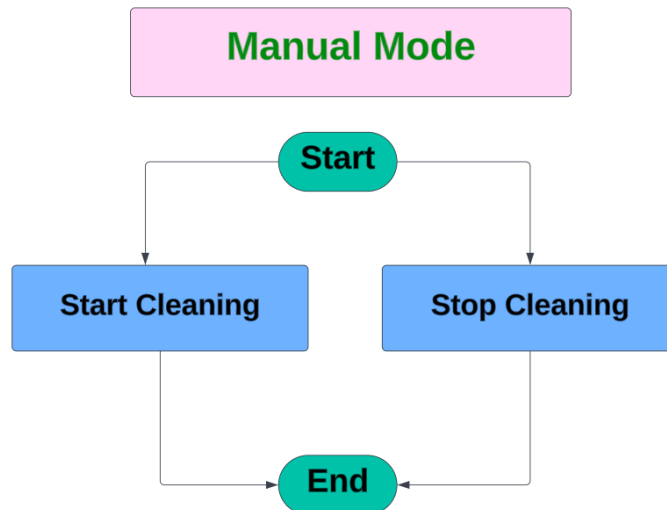 Manual Mode
Start
Start Cleaning
Stop Cleaning
End